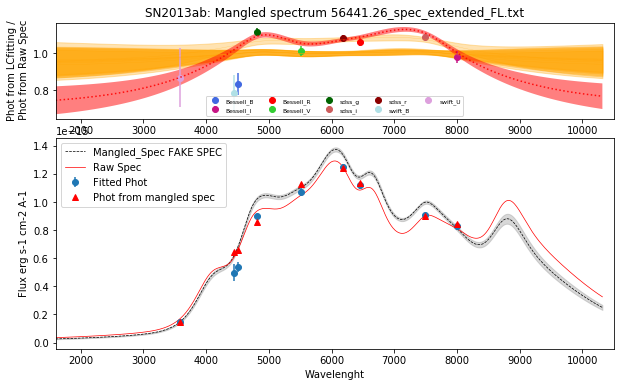 SN2013ab: Mangled spectrum 56441.26_spec_extended_FL.txt
Phot from LCfitting /
Phot from Raw Spec
1.0
0.8
Bessell_B
Bessell_I
Bessell_R
Bessell_V
sdss_g
sdss_i
sdss_r
swift_B
swift_U
2000 3000 4000 5000 6000 7000 8000 9000 10000
1e-15
Flux erg s-1 cm-2 A-1
1.4
1.2
1.0
0.8
0.6
0.4
0.2
0.0
Mangled_Spec FAKE SPEC
Raw Spec
Fitted Phot
Phot from mangled spec
2000 3000 4000 5000 6000 7000 8000 9000 10000
Wavelenght